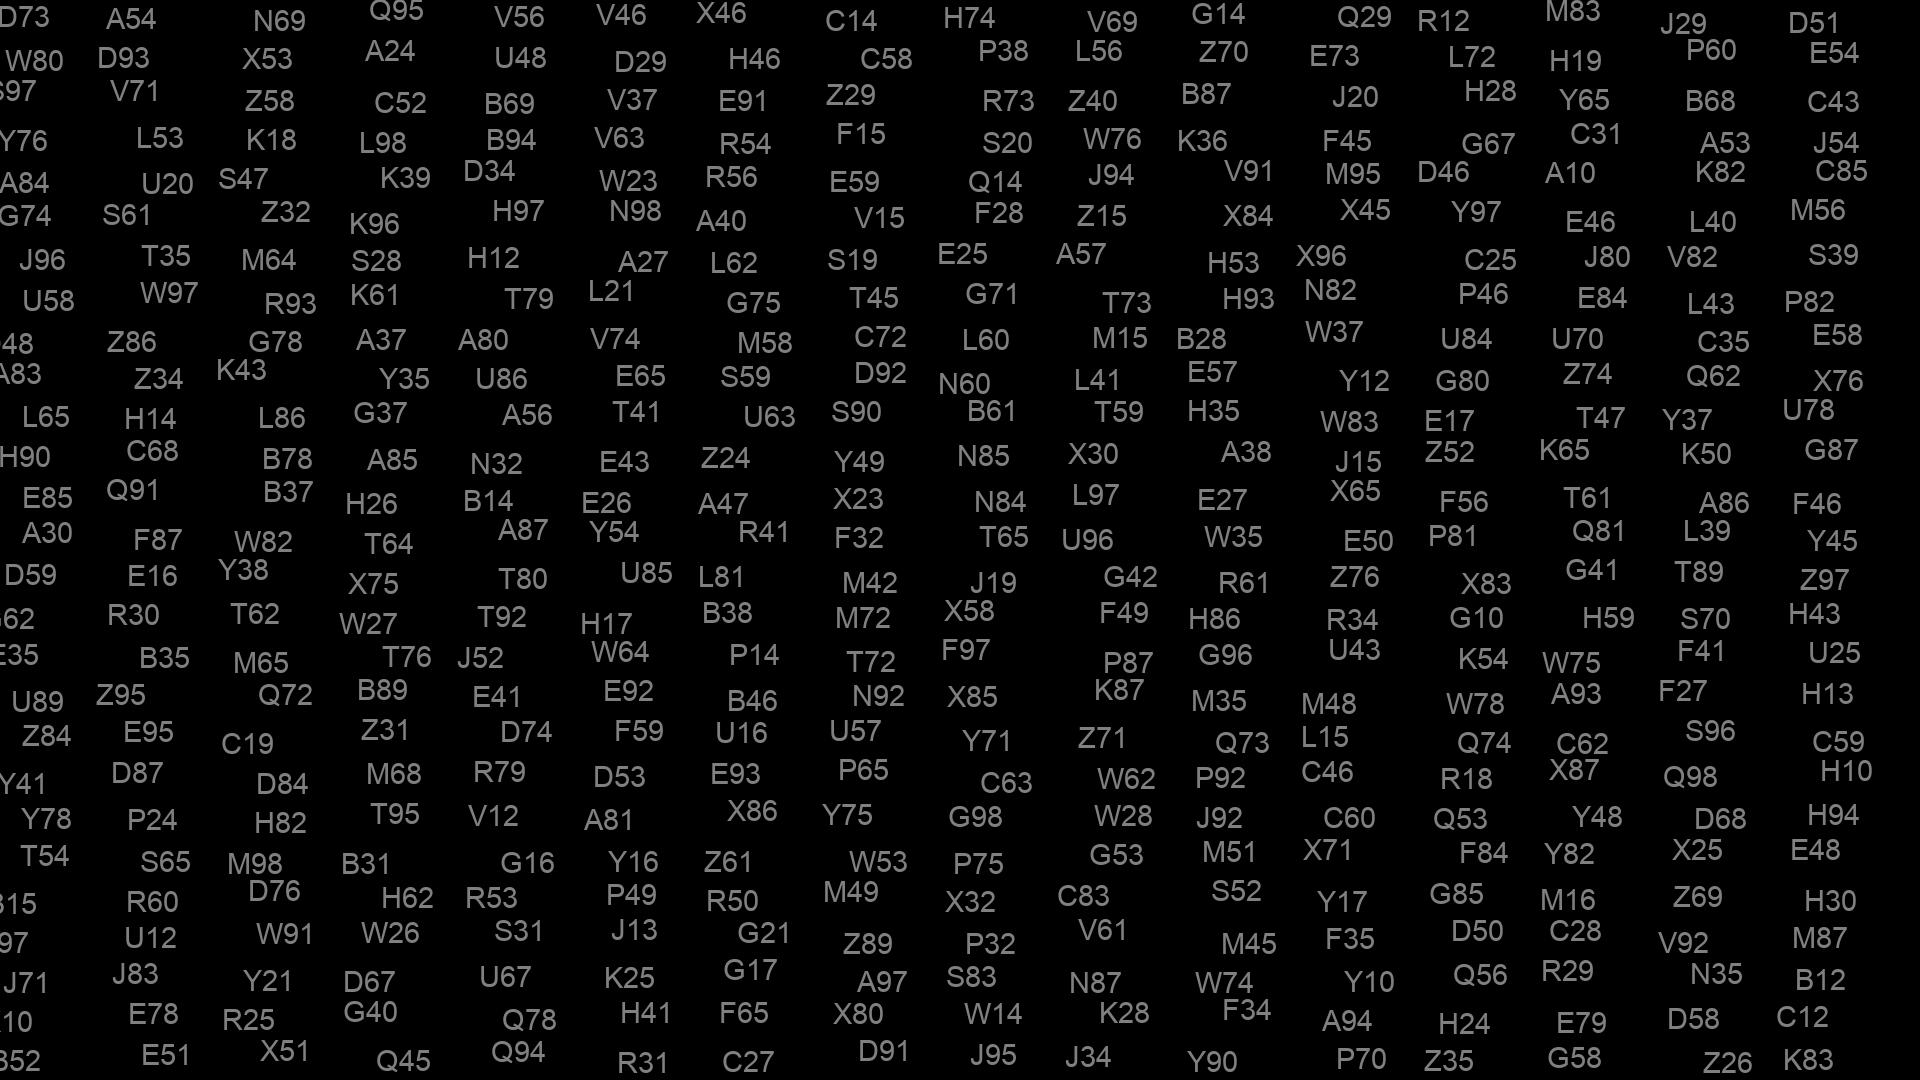 D73 A54 N69 Q95 V56 V46 X46 C14 H74 V69 G14 Q29 R12 M83 J29 D51
W80 D93 X53 A24 U48 D29 H46 C58 P38 L56 Z70 E73 L72 H19 P60 E54
S97 V71 Z58 C52 B69 V37 E91 Z29 R73 Z40 B87 J20 H28 Y65 B68 C43
Y76 L53 K18 L98 B94 V63 R54 F15 S20 W76 K36 F45 G67 C31 A53 J54
A84 U20 S47 K39 D34 W23 R56 E59 Q14 J94 V91 M95 D46 A10 K82 C85
G74 S61 Z32 K96 H97 N98 A40 V15 F28 Z15 X84 X45 Y97 E46 L40 M56
J96 T35 M64 S28 H12 A27 L62 S19 E25 A57 H53 X96 C25 J80 V82 S39
U58 W97 R93 K61 T79 L21 G75 T45 G71 T73 H93 N82 P46 E84 L43 P82
48 Z86 G78 A37 A80 V74 M58 C72 L60 M15 B28 W37 U84 U70 C35 E58
A83 Z34 K43 Y35 U86 E65 S59 D92 N60 L41 E57 Y12 G80 Z74 Q62 X76
L65 H14 L86 G37 A56 T41 U63 S90 B61 T59 H35 W83 E17 T47 Y37 U78
H90 C68 B78 A85 N32 E43 Z24 Y49 N85 X30 A38 J15 Z52 K65 K50 G87
E85 Q91 B37 H26 B14 E26 A47 X23 N84 L97 E27 X65 F56 T61 A86 F46
A30 F87 W82 T64 A87 Y54 R41 F32 T65 U96 W35 E50 P81 Q81 L39 Y45
D59 E16 Y38 X75 T80 U85 L81 M42 J19 G42 R61 Z76 X83 G41 T89 Z97
62 R30 T62 W27 T92 H17 B38 M72 X58 F49 H86 R34 G10 H59 S70 H43
E35 B35 M65 T76 J52 W64 P14 T72 F97 P87 G96 U43 K54 W75 F41 U25
U89 Z95 Q72 B89 E41 E92 B46 N92 X85 K87 M35 M48 W78 A93 F27 H13
Z84 E95 C19 Z31 D74 F59 U16 U57 Y71 Z71 Q73 L15 Q74 C62 S96 C59
Y41 D87 D84 M68 R79 D53 E93 P65 C63 W62 P92 C46 R18 X87 Q98 H10
Y78 P24 H82 T95 V12 A81 X86 Y75 G98 W28 J92 C60 Q53 Y48 D68 H94
T54 S65 M98 B31 G16 Y16 Z61 W53 P75 G53 M51 X71 F84 Y82 X25 E48
15 R60 D76 H62 R53 P49 R50 M49 X32 C83 S52 Y17 G85 M16 Z69 H30
97 U12 W91 W26 S31 J13 G21 Z89 P32 V61 M45 F35 D50 C28 V92 M87
J71 J83 Y21 D67 U67 K25 G17 A97 S83 N87 W74 Y10 Q56 R29 N35 B12
10 E78 R25 G40 Q78 H41 F65 X80 W14 K28 F34 A94 H24 E79 D58 C12
52 E51 X51 Q45 Q94 R31 C27 D91 J95 J34 Y90 P70 Z35 G58 Z26 K83